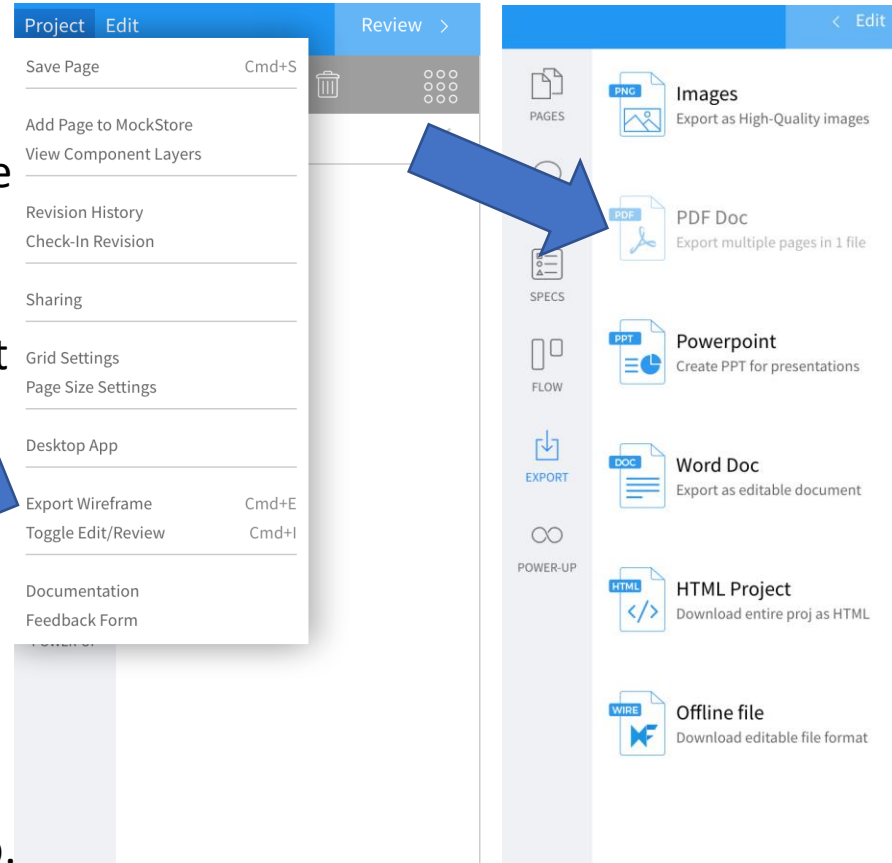 Project Edit Review >
Save Page Cmd+S
Add Page to MockStore
View Component Layers
Revision History
Check-In Revision
Sharing
Grid Settings
Page Size Settings
Desktop App
Export Wireframe Cmd+E
Toggle Edit/Review Cmd+I
Documentation
Feedback Form
< Edit
PAGES
SPECS
FLOW
EXPORT
POWER-UP
PNG
Images
Export as High-Quality images
PDF
PDF Doc
Export multiple pages in 1 file
PPT
Powerpoint
Create PPT for presentations
DOC
Word Doc
Export as editable document
HTML
HTML Project
Download entire proj as HTML
WIRE
Offline file
Download editable file format